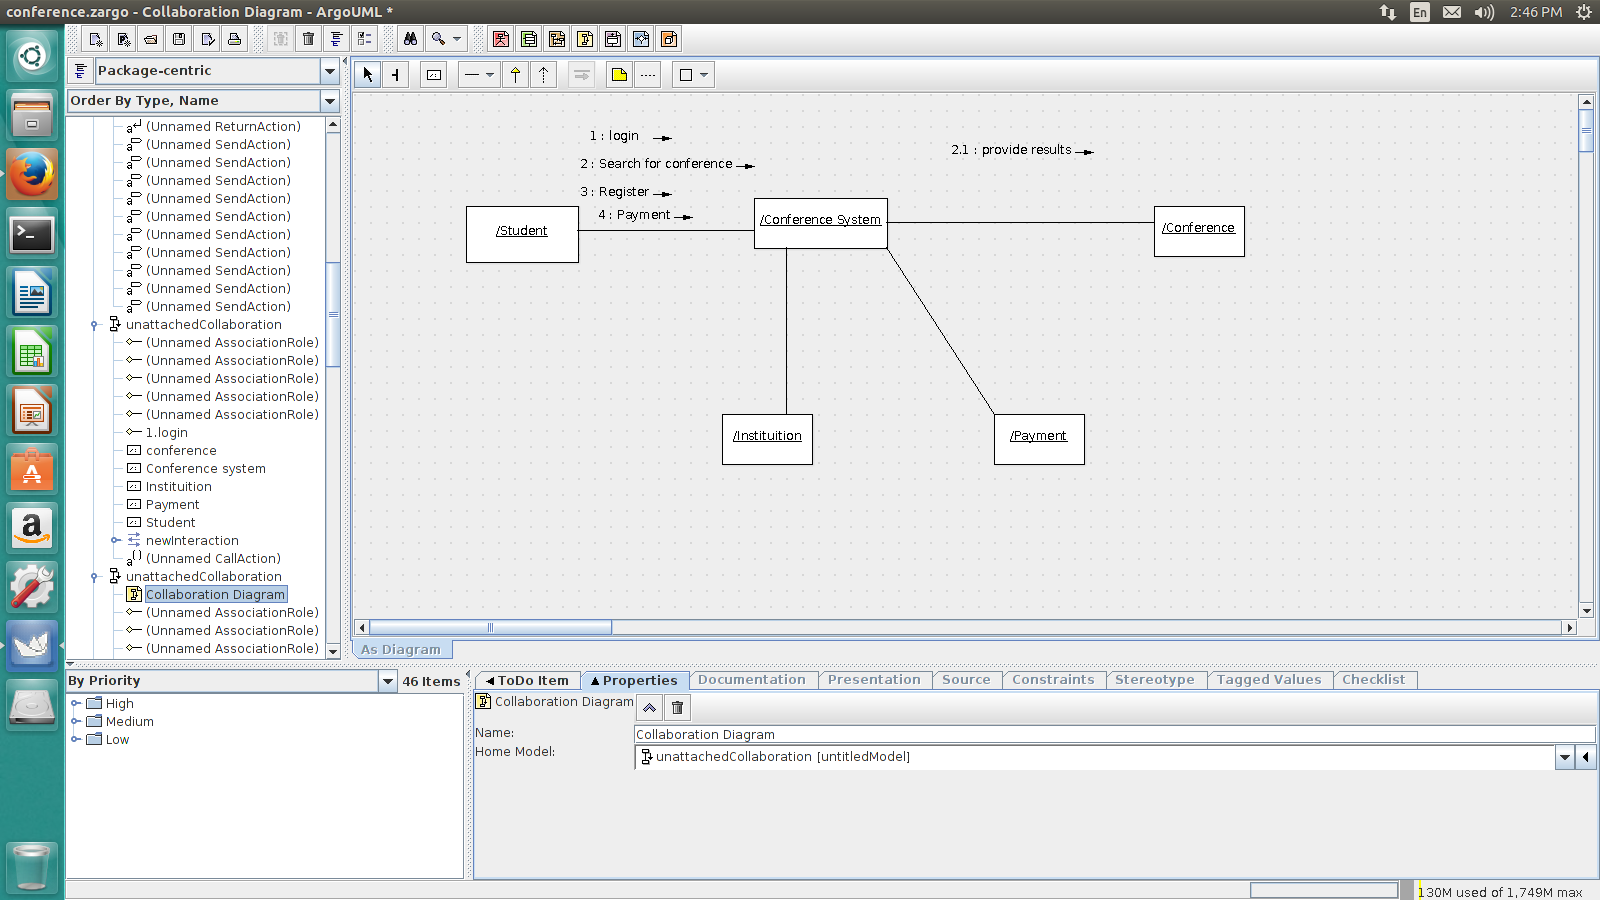 conference.zargo - Collaboration Diagram - ArgoUML *
En
2:46 PM
Package-centric
Order By Type, Name
(Unnamed ReturnAction)
(Unnamed SendAction)
(Unnamed SendAction)
(Unnamed SendAction)
(Unnamed SendAction)
(Unnamed SendAction)
(Unnamed SendAction)
(Unnamed SendAction)
(Unnamed SendAction)
(Unnamed SendAction)
(Unnamed SendAction)
unattachedCollaboration
(Unnamed AssociationRole)
(Unnamed AssociationRole)
(Unnamed AssociationRole)
(Unnamed AssociationRole)
(Unnamed AssociationRole)
1.login
conference
Conference system
Instituition
Payment
Student
newInteraction
(Unnamed CallAction)
unattachedCollaboration
Collaboration Diagram
(Unnamed AssociationRole)
(Unnamed AssociationRole)
(Unnamed AssociationRole)
1 : login
2 : Search for conference
3 : Register
4 : Payment
2.1 : provide results
/Student
/Conference System
/Conference
/Instituition
/Payment
As Diagram
By Priority
46 Items
High
Medium
Low
ToDo Item
Properties
Documentation
Presentation
Source
Constraints
Stereotype
Tagged Values
Checklist
Collaboration Diagram
Name:
Collaboration Diagram
Home Model:
unattachedCollaboration [untitledModel]
130M used of 1,749M max